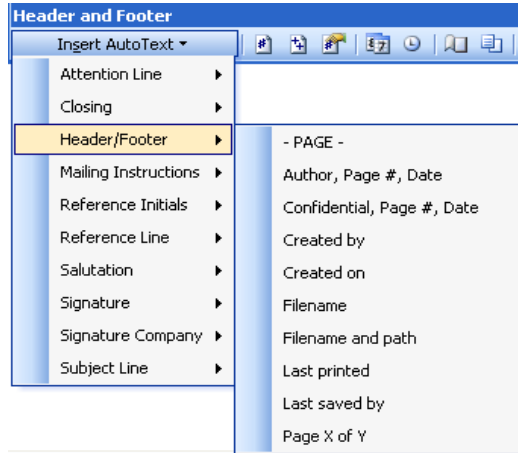 Header and Footer
Insert AutoText
Attention Line
Closing
Header/Footer
Mailing Instructions
Reference Initials
Reference Line
Salutation
Signature
Signature Company
Subject Line
- PAGE -
Author, Page #, Date
Confidential, Page #, Date
Created by
Created on
Filename
Filename and path
Last printed
Last saved by
Page X of Y